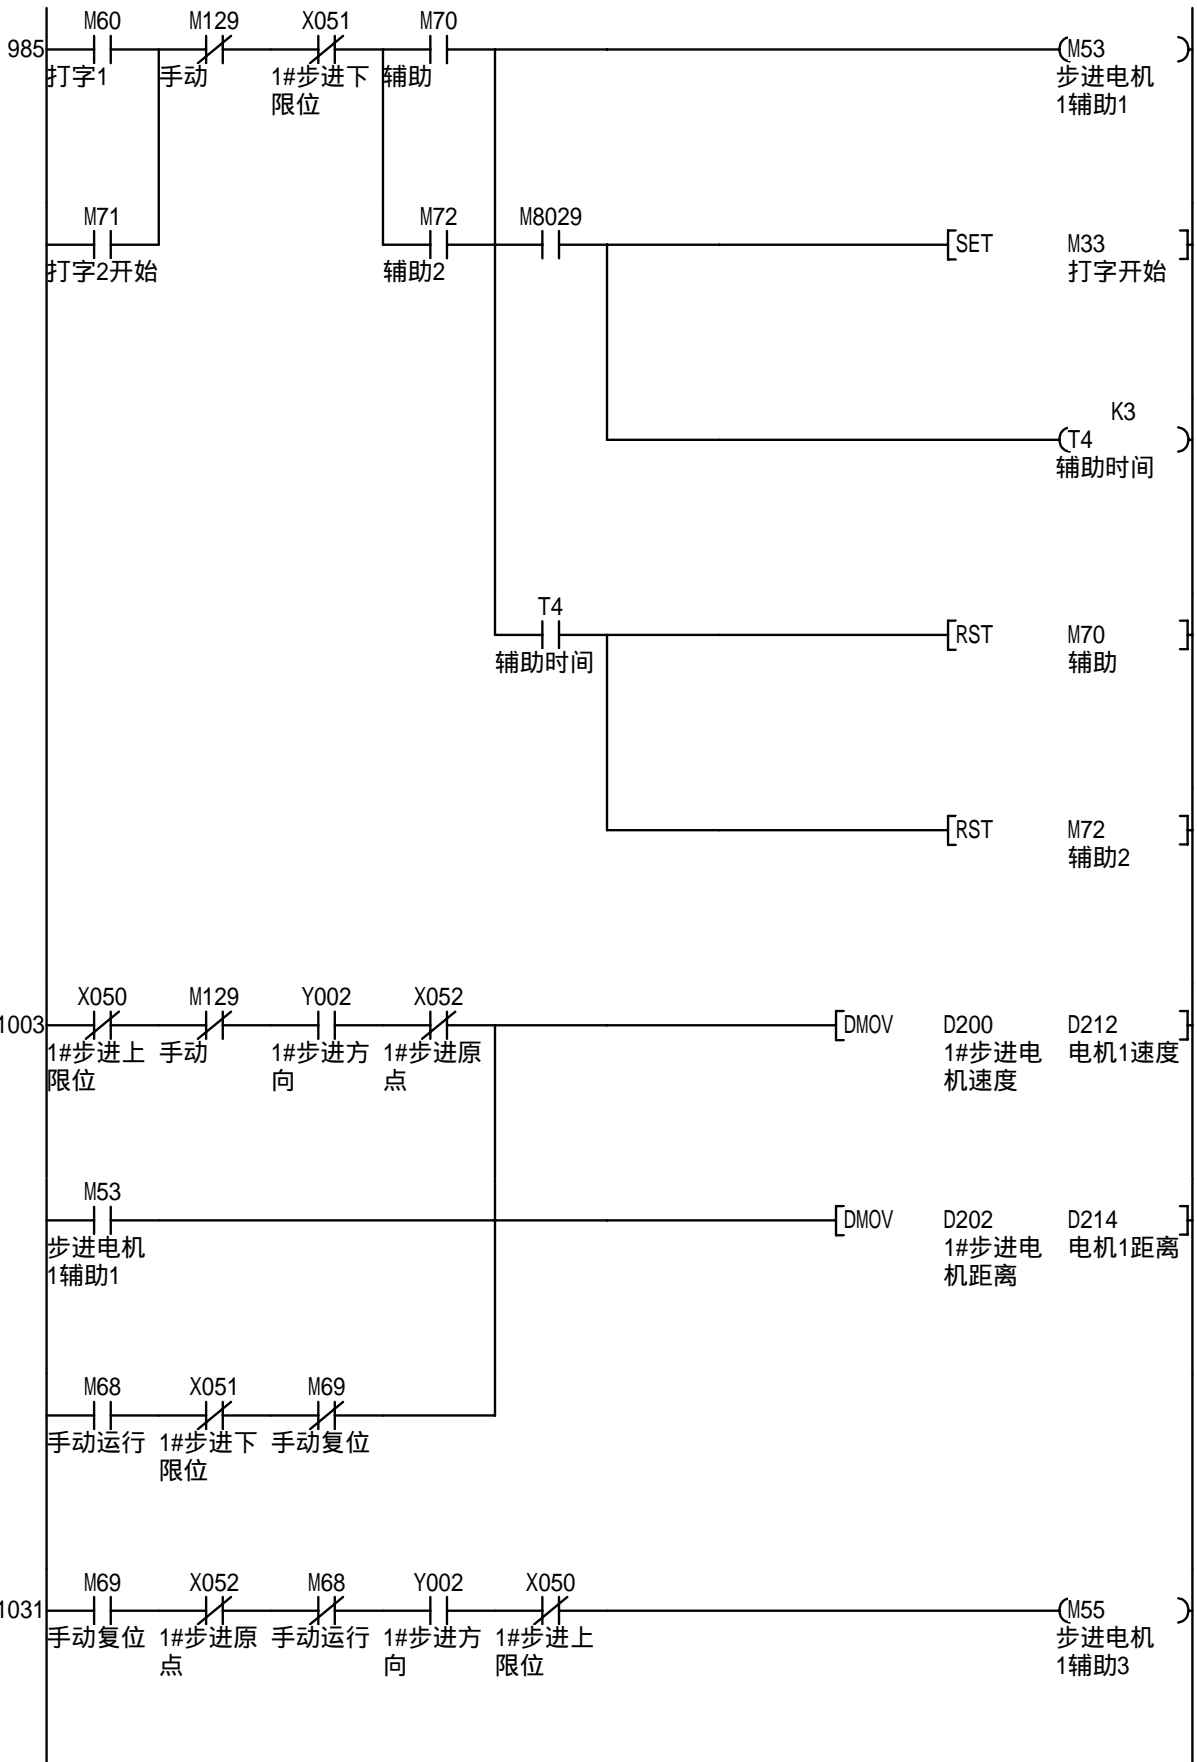 M60 M129 X051 M70
985 (M53 )
打字1 手动 1#步进下 辅助 步进电机
限位 1辅助1
M71 M72 M8029
[SET M33 ]
打字2开始 辅助2 打字开始
K3
(T4 )
辅助时间
T4
[RST M70 ]
辅助时间 辅助
[RST M72 ]
辅助2
X050 M129 Y002 X052
1003 [DMOV D200 D212 ]
1#步进上 手动 1#步进方 1#步进原 1#步进电 电机1速度
限位 向 点 机速度
M53
[DMOV D202 D214 ]
步进电机 1#步进电 电机1距离
1辅助1 机距离
M68 X051 M69
手动运行 1#步进下 手动复位
限位
M69 X052 M68 Y002 X050
1031 (M55 )
手动复位 1#步进原 手动运行 1#步进方 1#步进上 步进电机
点 向 限位 1辅助3